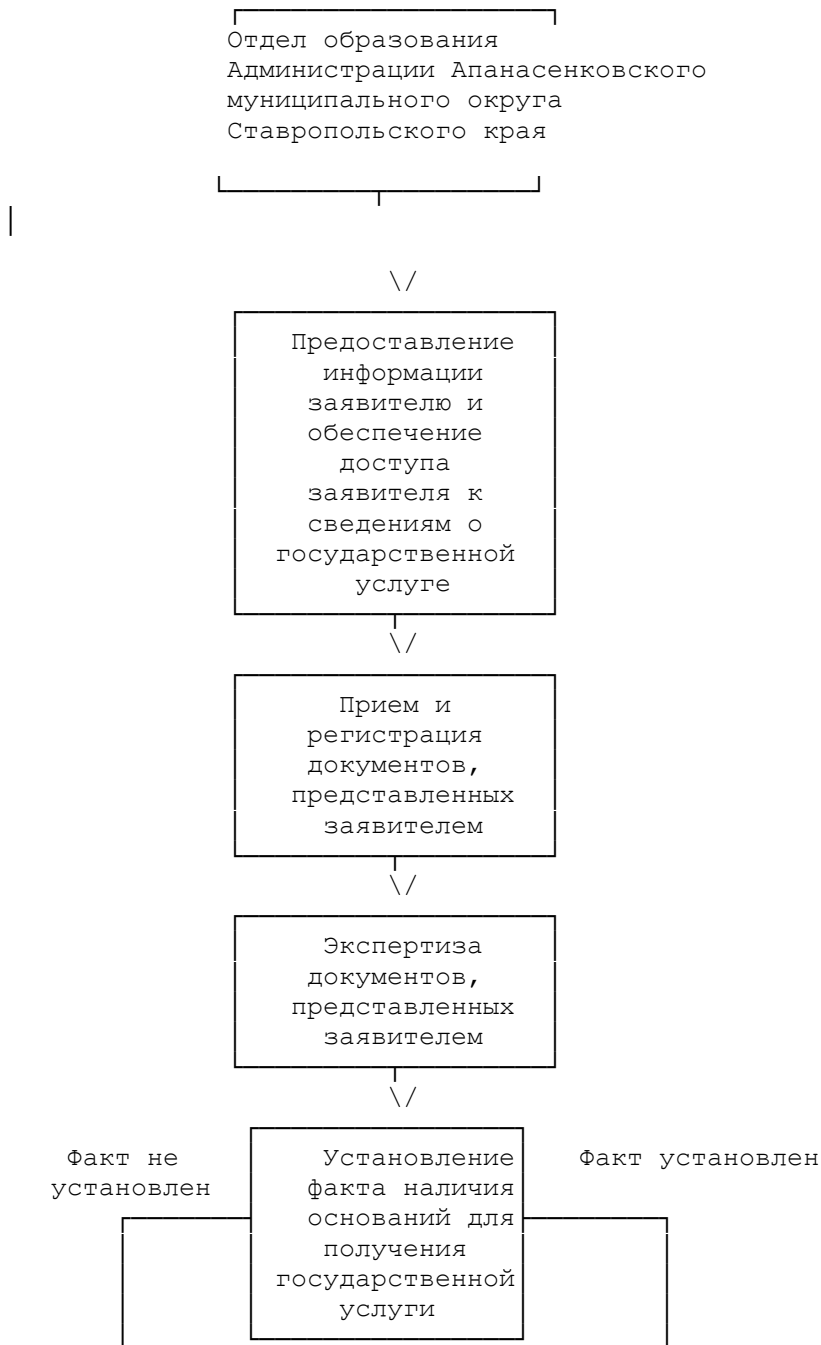 Отдел образования
Администрации Апанасенковского
муниципального округа
Ставропольского края
\/
Предоставление
информации
заявителю и
обеспечение
доступа
заявителя к
сведениям о
государственной
услуге
\/
Прием и
регистрация
документов,
представленных
заявителем
\/
Экспертиза
документов,
представленных
заявителем
\/
Факт не
установлен
Установление
факта наличия
оснований для
получения
государственной
услуги
Факт установлен